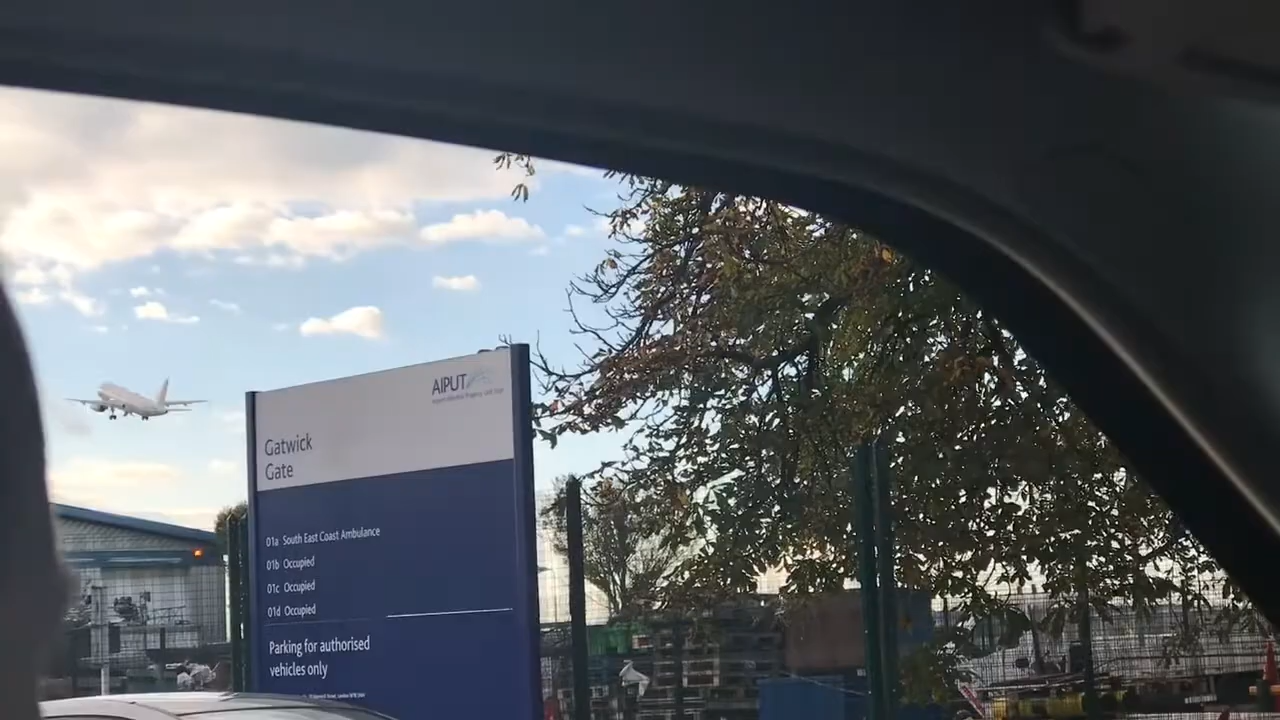 AIPUT
Gatwick
Gate
01a South East Coast Ambulance
01b Occupied
01c Occupied
01d Occupied
Parking for authorised
vehicles only